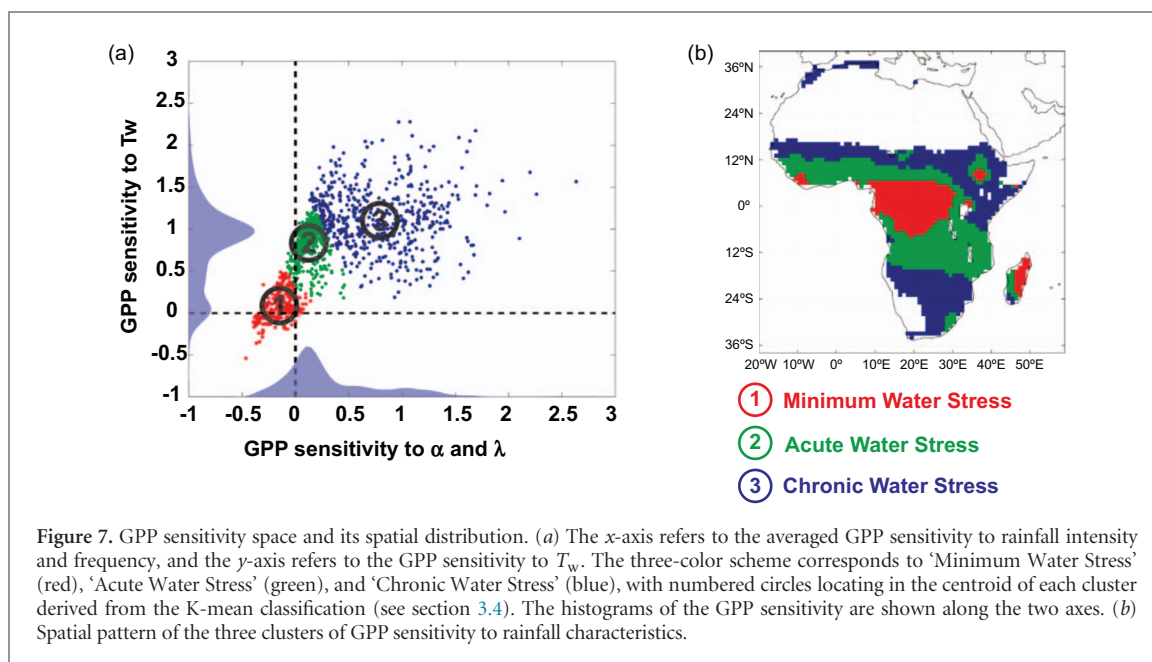 (a)
3
2.5
2
1.5
1
0.5
0
-0.5
-1
GPP sensitivity to Tw
1
2
3
-1 -0.5 0 0.5 1 1.5 2 2.5 3
GPP sensitivity to α and λ
(b)
36ºN
24ºN
12ºN
0º
12ºS
24ºS
36ºS
20ºW 10ºW 0º 10ºE 20ºE 30ºE 40ºE 50ºE
1 Minimum Water Stress
2 Acute Water Stress
3 Chronic Water Stress
Figure 7. GPP sensitivity space and its spatial distribution. (a) The x-axis refers to the averaged GPP sensitivity to rainfall intensity
and frequency, and the y-axis refers to the GPP sensitivity to Tw. The three-color scheme corresponds to ‘Minimum Water Stress’
(red), ‘Acute Water Stress’ (green), and ‘Chronic Water Stress’ (blue), with numbered circles locating in the centroid of each cluster
derived from the K-mean classification (see section 3.4). The histograms of the GPP sensitivity are shown along the two axes. (b)
Spatial pattern of the three clusters of GPP sensitivity to rainfall characteristics.